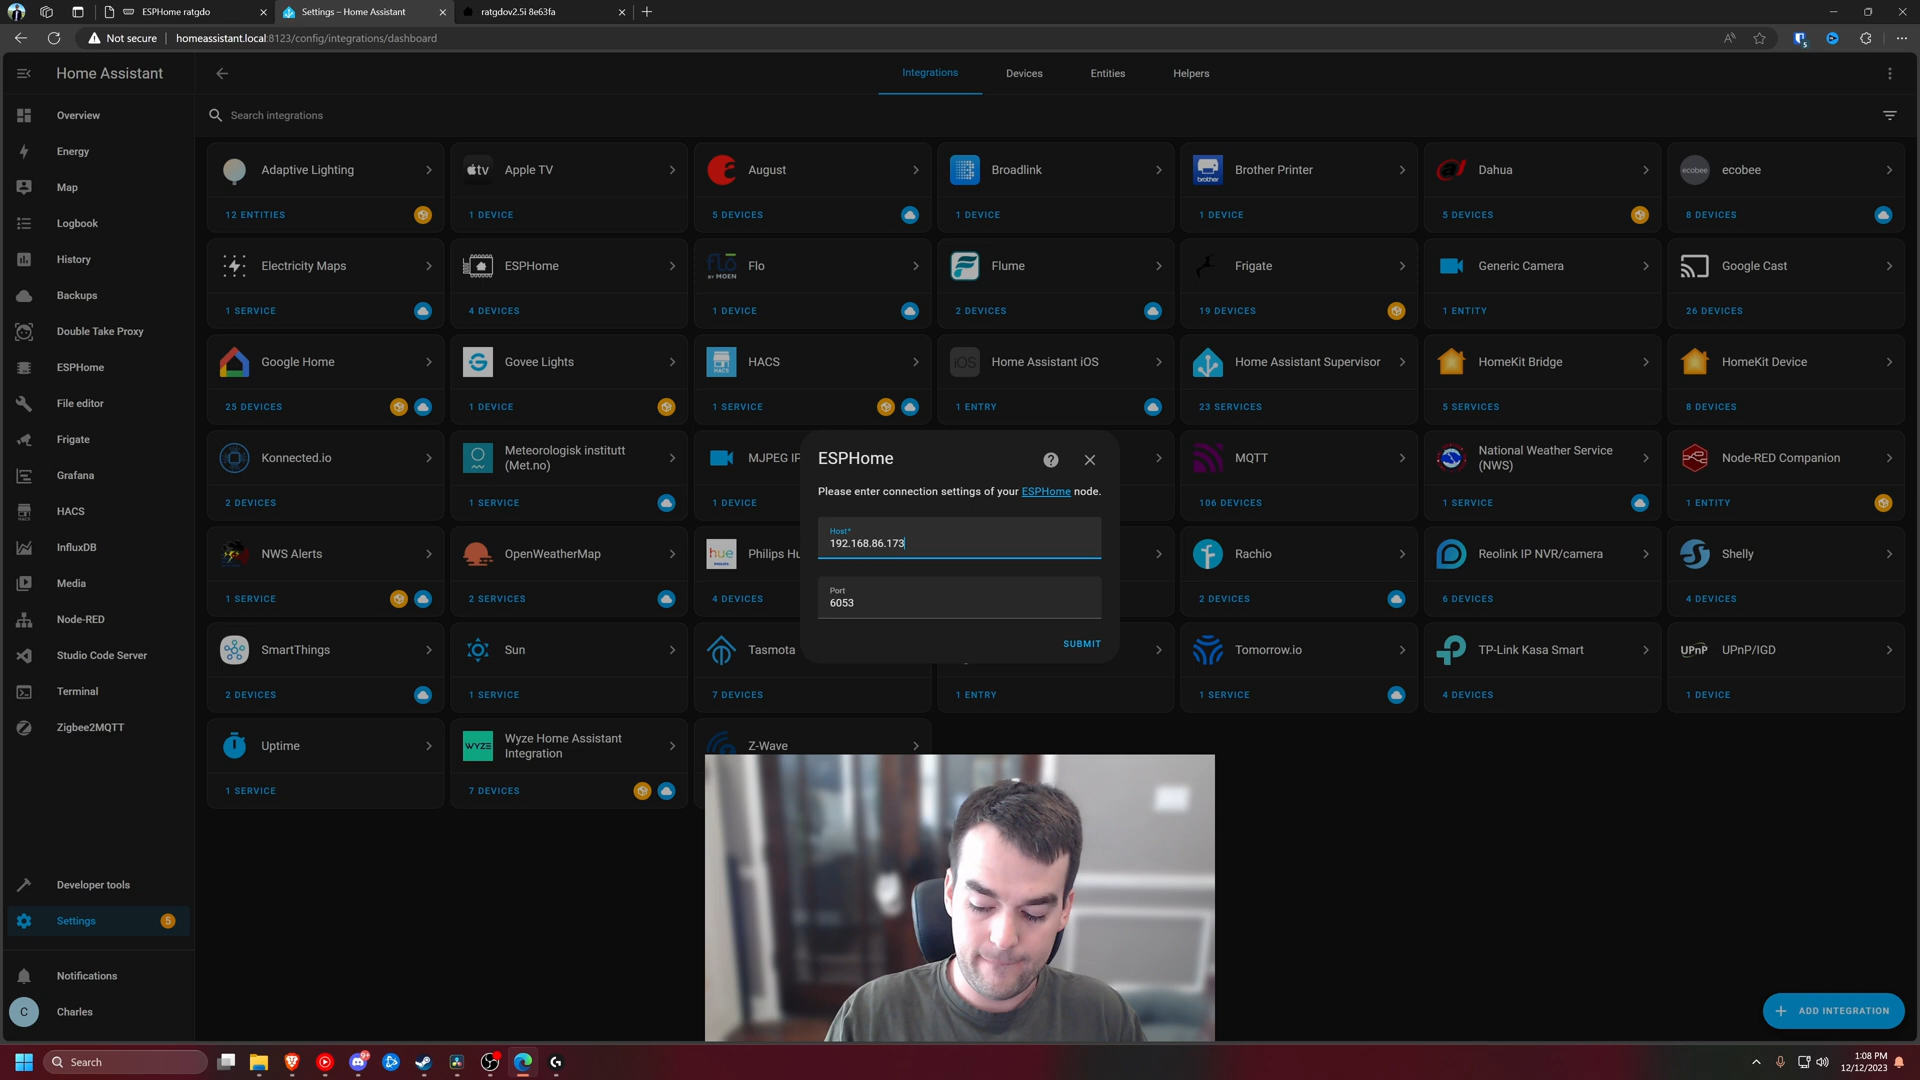 ESPHome ratgdo
Settings – Home Assistant
ratgdov2.5i 8e63fa
Not secure
homeassistant.local:8123/config/integrations/dashboard
Home Assistant
Integrations
Devices
Entities
Helpers
Search integrations
Overview
Energy
Map
Logbook
History
Backups
Double Take Proxy
ESPHome
File editor
Frigate
Grafana
HACS
InfluxDB
Media
Node-RED
Studio Code Server
Terminal
Zigbee2MQTT
Developer tools
Settings
5
Notifications
C
Charles
Adaptive Lighting
12 ENTITIES
Apple TV
1 DEVICE
August
5 DEVICES
Broadlink
1 DEVICE
Brother Printer
1 DEVICE
Dahua
5 DEVICES
ecobee
8 DEVICES
Electricity Maps
1 SERVICE
ESPHome
4 DEVICES
Flo
1 DEVICE
Flume
2 DEVICES
Frigate
19 DEVICES
Generic Camera
1 ENTITY
Google Cast
26 DEVICES
Google Home
25 DEVICES
Govee Lights
1 DEVICE
HACS
1 SERVICE
Home Assistant iOS
1 ENTRY
Home Assistant Supervisor
23 SERVICES
HomeKit Bridge
5 SERVICES
HomeKit Device
8 DEVICES
Konnected.io
2 DEVICES
Meteorologisk institutt
(Met.no)
1 SERVICE
MJPEG IP
1 DEVICE
MQTT
106 DEVICES
National Weather Service
(NWS)
1 SERVICE
Node-RED Companion
1 ENTITY
NWS Alerts
1 SERVICE
OpenWeatherMap
2 SERVICES
Philips Hu
4 DEVICES
Rachio
2 DEVICES
Reolink IP NVR/camera
6 DEVICES
Shelly
4 DEVICES
SmartThings
2 DEVICES
Sun
1 SERVICE
Tasmota
7 DEVICES
1 ENTRY
Tomorrow.io
1 SERVICE
TP-Link Kasa Smart
4 DEVICES
UPnP
UPnP/IGD
1 DEVICE
Uptime
1 SERVICE
WYZE
Wyze Home Assistant
Integration
7 DEVICES
Z-Wave
ESPHome
Please enter connection settings of your ESPHome node.
Host*
192.168.86.173
Port
6053
SUBMIT
ADD INTEGRATION
Search
1:08 PM
12/12/2023